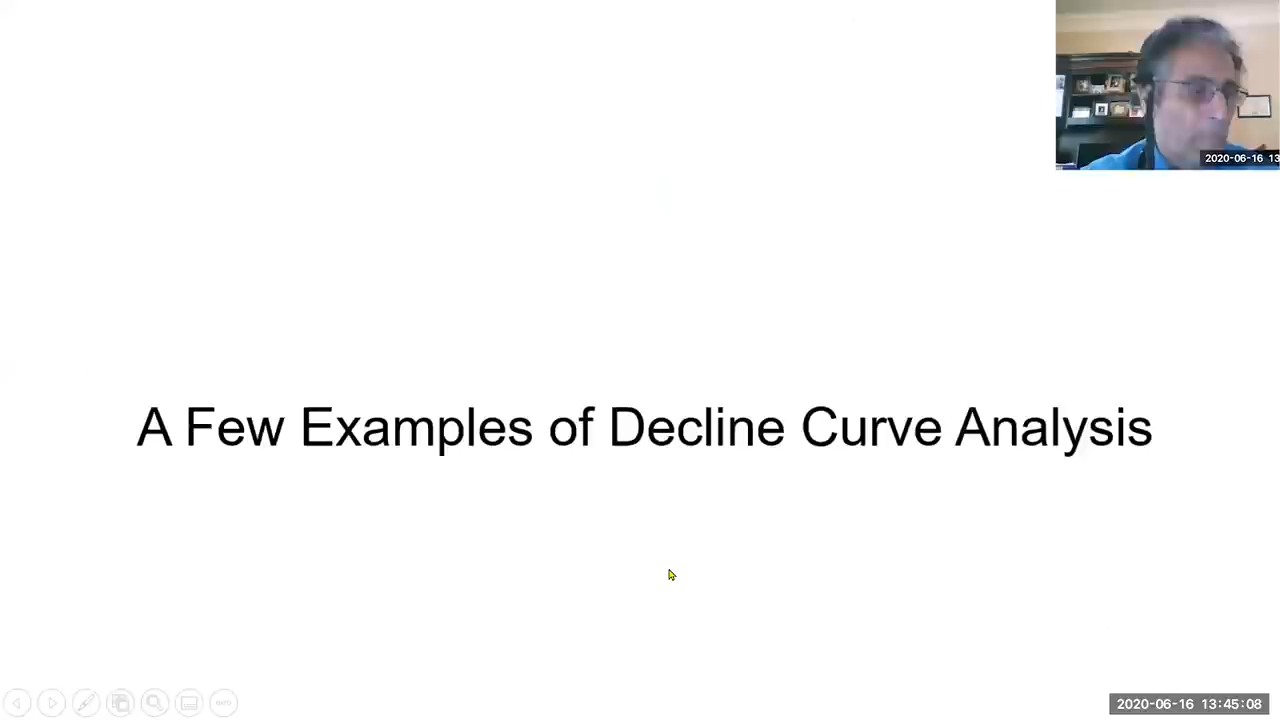 2020-06-16 13
A Few Examples of Decline Curve Analysis
2020-06-16 13:45:08